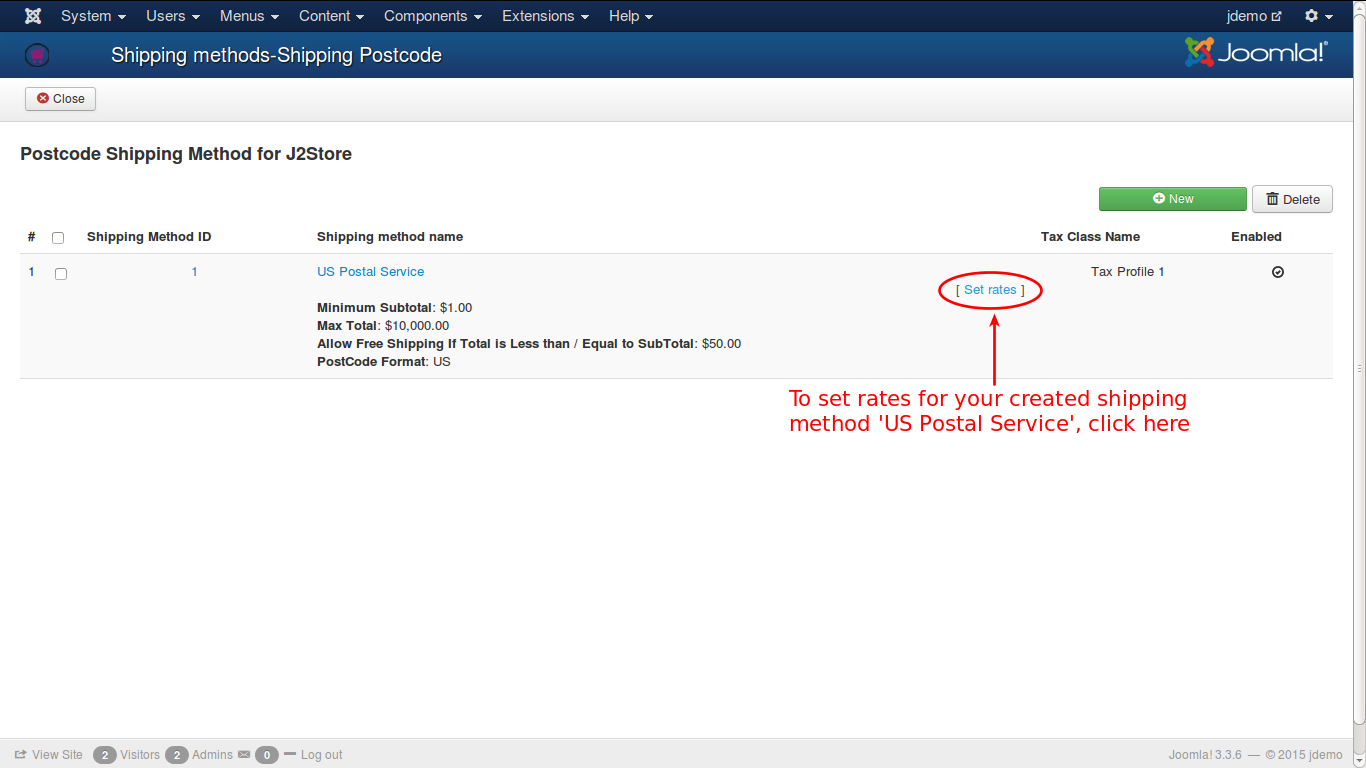 System Users Menus Content Components Extensions Help jdemo
Shipping methods-Shipping Postcode Joomla!®
Close
Postcode Shipping Method for J2Store
New Delete
# Shipping Method ID Shipping method name Tax Class Name Enabled
1 1 US Postal Service Tax Profile 1
[ Set rates ]
Minimum Subtotal: $1.00
Max Total: $10,000.00
Allow Free Shipping If Total is Less than / Equal to SubTotal: $50.00
PostCode Format: US
To set rates for your created shipping
method 'US Postal Service', click here
View Site 2 Visitors 2 Admins 0 Log out Joomla! 3.3.6 — © 2015 jdemo